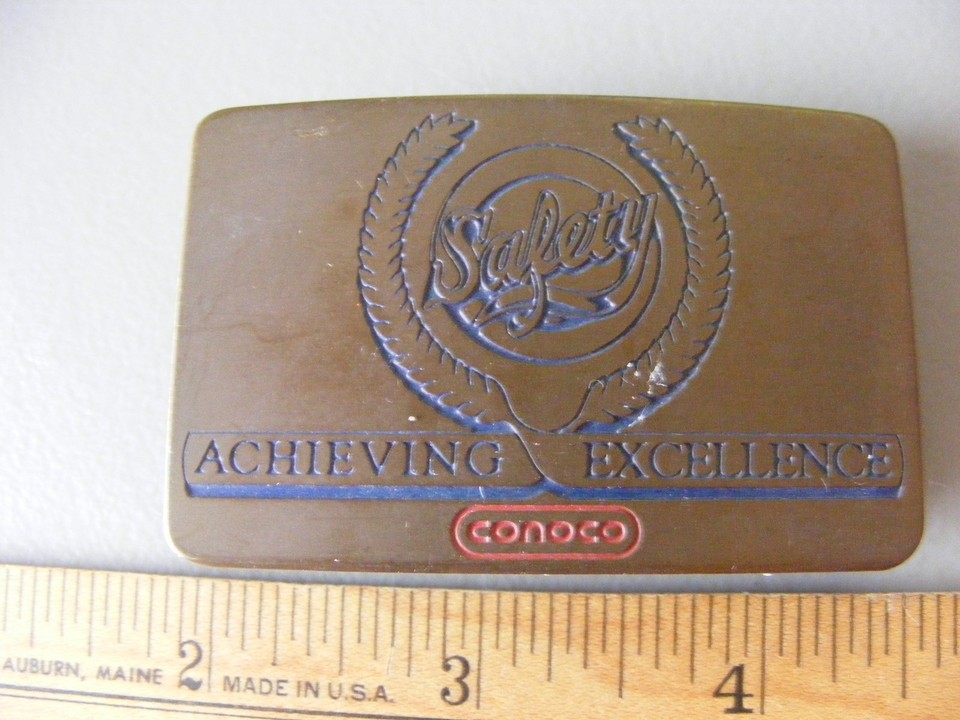 Safety
ACHIEVING EXCELLENCE
conoco
AUBURN, MAINE 2 MADE IN U.S.A. 3 4